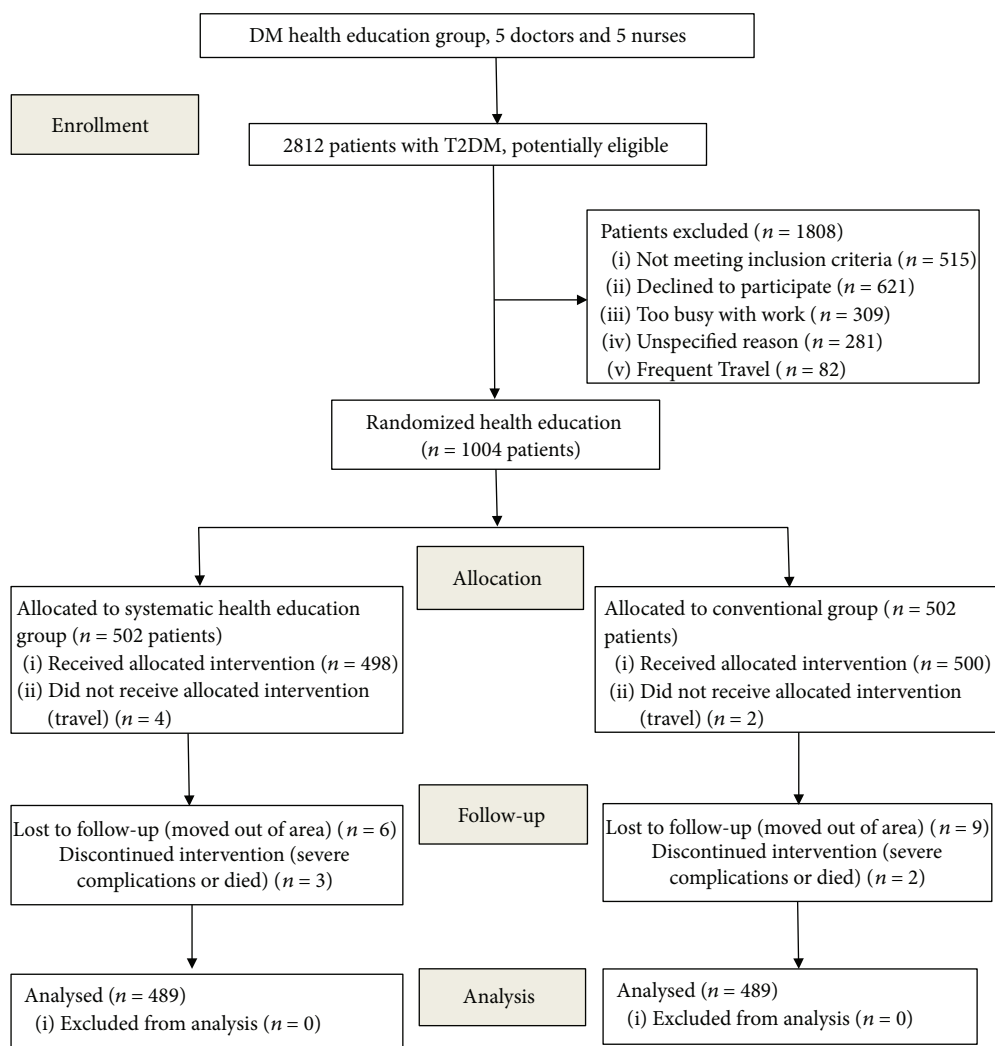 DM health education group, 5 doctors and 5 nurses
Enrollment
2812 patients with T2DM, potentially eligible
Patients excluded (n = 1808)
(i) Not meeting inclusion criteria (n = 515)
(ii) Declined to participate (n = 621)
(iii) Too busy with work (n = 309)
(iv) Unspecified reason (n = 281)
(v) Frequent Travel (n = 82)
Randomized health education
(n = 1004 patients)
Allocation
Allocated to systematic health education
group (n = 502 patients)
(i) Received allocated intervention (n = 498)
(ii) Did not receive allocated intervention
(travel) (n = 4)
Allocated to conventional group (n = 502
patients)
(i) Received allocated intervention (n = 500)
(ii) Did not receive allocated intervention
(travel) (n = 2)
Follow-up
Lost to follow-up (moved out of area) (n = 6)
Discontinued intervention (severe
complications or died) (n = 3)
Lost to follow-up (moved out of area) (n = 9)
Discontinued intervention (severe
complications or died) (n = 2)
Analysis
Analysed (n = 489)
(i) Excluded from analysis (n = 0)
Analysed (n = 489)
(i) Excluded from analysis (n = 0)